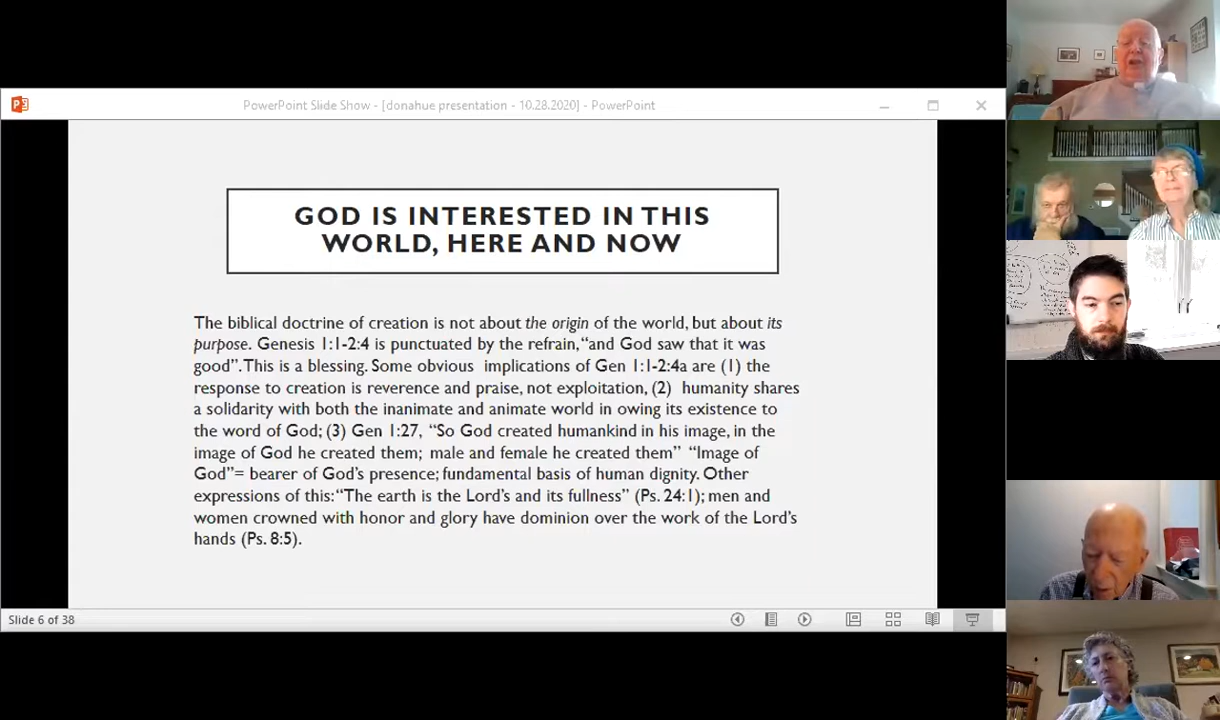 PowerPoint Slide Show - [donahue presentation - 10.28.2020] - PowerPoint
GOD IS INTERESTED IN THIS
WORLD, HERE AND NOW
The biblical doctrine of creation is not about the origin of the world, but about its
purpose. Genesis 1:1-2:4 is punctuated by the refrain, “and God saw that it was
good”. This is a blessing. Some obvious implications of Gen 1:1-2:4a are (1) the
response to creation is reverence and praise, not exploitation, (2) humanity shares
a solidarity with both the inanimate and animate world in owing its existence to
the word of God; (3) Gen 1:27, “So God created humankind in his image, in the
image of God he created them; male and female he created them” “Image of
God”= bearer of God’s presence; fundamental basis of human dignity. Other
expressions of this: “The earth is the Lord’s and its fullness” (Ps. 24:1); men and
women crowned with honor and glory have dominion over the work of the Lord’s
hands (Ps. 8:5).
Slide 6 of 38